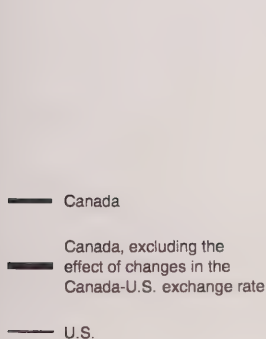 Canada
Canada, excluding the
effect of changes in the
Canada-U.S. exchange rate
U.S.